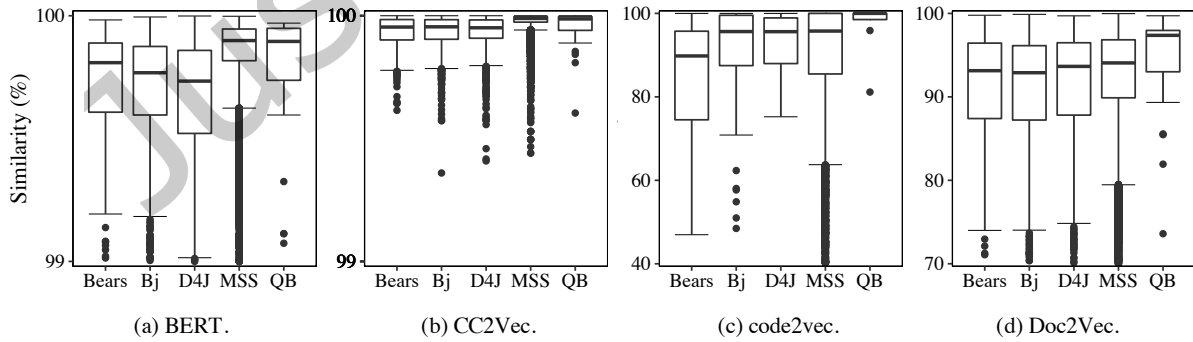 Jus
Similarity (%)
100
99
Bears Bj D4J MSS QB
(a) BERT.
100
99
Bears Bj D4J MSS QB
(b) CC2Vec.
100
80
60
40
Bears Bj D4J MSS QB
(c) code2vec.
100
90
80
70
Bears Bj D4J MSS QB
(d) Doc2Vec.